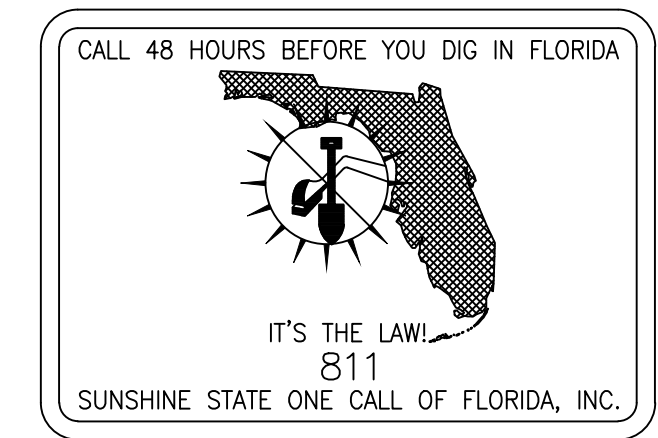 CALL 48 HOURS BEFORE YOU DIG IN FLORIDA
IT'S THE LAW!
811
SUNSHINE STATE ONE CALL OF FLORIDA, INC.